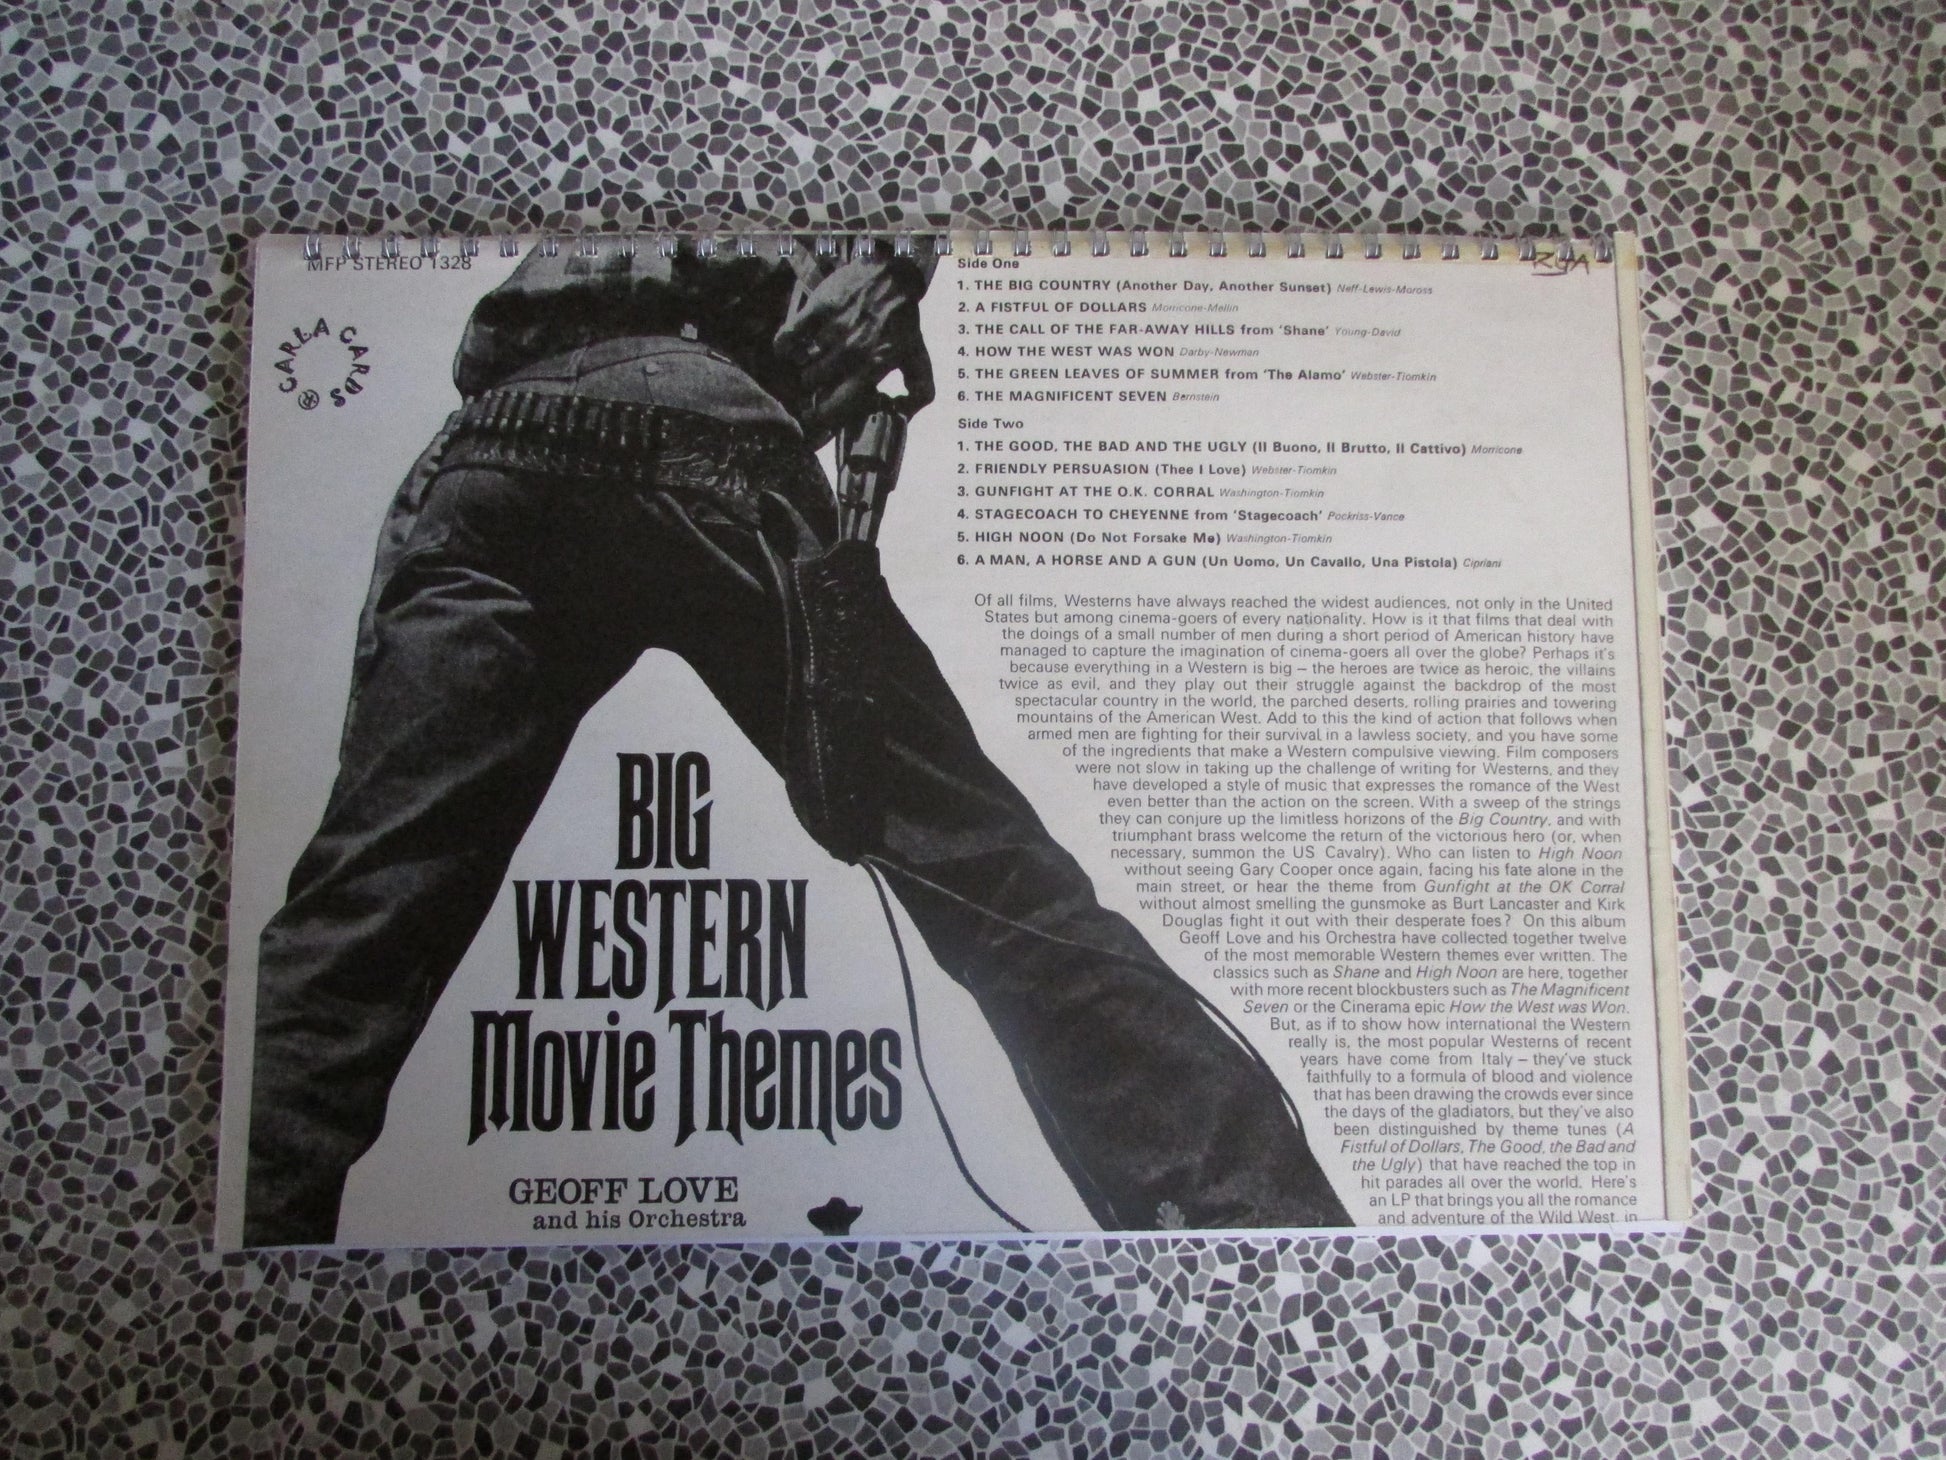 MFP STEREO 1328
CARLA CARDS ®
Side One
1. THE BIG COUNTRY (Another Day, Another Sunset) Neff-Lewis-Moross
2. A FISTFUL OF DOLLARS Morricone-Mellin
3. THE CALL OF THE FAR-AWAY HILLS from 'Shane' Young-David
4. HOW THE WEST WAS WON Darby-Newman
5. THE GREEN LEAVES OF SUMMER from 'The Alamo' Webster-Tiomkin
6. THE MAGNIFICENT SEVEN Bernstein
Side Two
1. THE GOOD, THE BAD AND THE UGLY (Il Buono, Il Brutto, Il Cattivo) Morricone
2. FRIENDLY PERSUASION (Thee I Love) Webster-Tiomkin
3. GUNFIGHT AT THE O.K. CORRAL Washington-Tiomkin
4. STAGECOACH TO CHEYENNE from 'Stagecoach' Pockriss-Vance
5. HIGH NOON (Do Not Forsake Me) Washington-Tiomkin
6. A MAN, A HORSE AND A GUN (Un Uomo, Un Cavallo, Una Pistola) Cipriani
Of all films, Westerns have always reached the widest audiences, not only in the United
States but among cinema-goers of every nationality. How is it that films that deal with
the doings of a small number of men during a short period of American history have
managed to capture the imagination of cinema-goers all over the globe? Perhaps it's
because everything in a Western is big – the heroes are twice as heroic, the villains
twice as evil, and they play out their struggle against the backdrop of the most
spectacular country in the world, the parched deserts, rolling prairies and towering
mountains of the American West. Add to this the kind of action that follows when
armed men are fighting for their survival in a lawless society, and you have some
of the ingredients that make a Western compulsive viewing. Film composers
were not slow in taking up the challenge of writing for Westerns, and they
have developed a style of music that expresses the romance of the West
even better than the action on the screen. With a sweep of the strings
they can conjure up the limitless horizons of the Big Country, and with
triumphant brass welcome the return of the victorious hero (or, when
necessary, summon the US Cavalry). Who can listen to High Noon
without seeing Gary Cooper once again, facing his fate alone in the
main street, or hear the theme from Gunfight at the OK Corral
without almost smelling the gunsmoke as Burt Lancaster and Kirk
Douglas fight it out with their desperate foes? On this album
Geoff Love and his Orchestra have collected together twelve
of the most memorable Western themes ever written. The
classics such as Shane and High Noon are here, together
with more recent blockbusters such as The Magnificent
Seven or the Cinerama epic How the West was Won.
But, as if to show how international the Western
really is, the most popular Westerns of recent
years have come from Italy – they've stuck
faithfully to a formula of blood and violence
that has been drawing the crowds ever since
the days of the gladiators, but they've also
been distinguished by theme tunes (A
Fistful of Dollars, The Good, the Bad and
the Ugly) that have reached the top in
hit parades all over the world. Here's
an LP that brings you all the romance
and adventure of the Wild West, in
BIG
WESTERN
Movie Themes
GEOFF LOVE
and his Orchestra